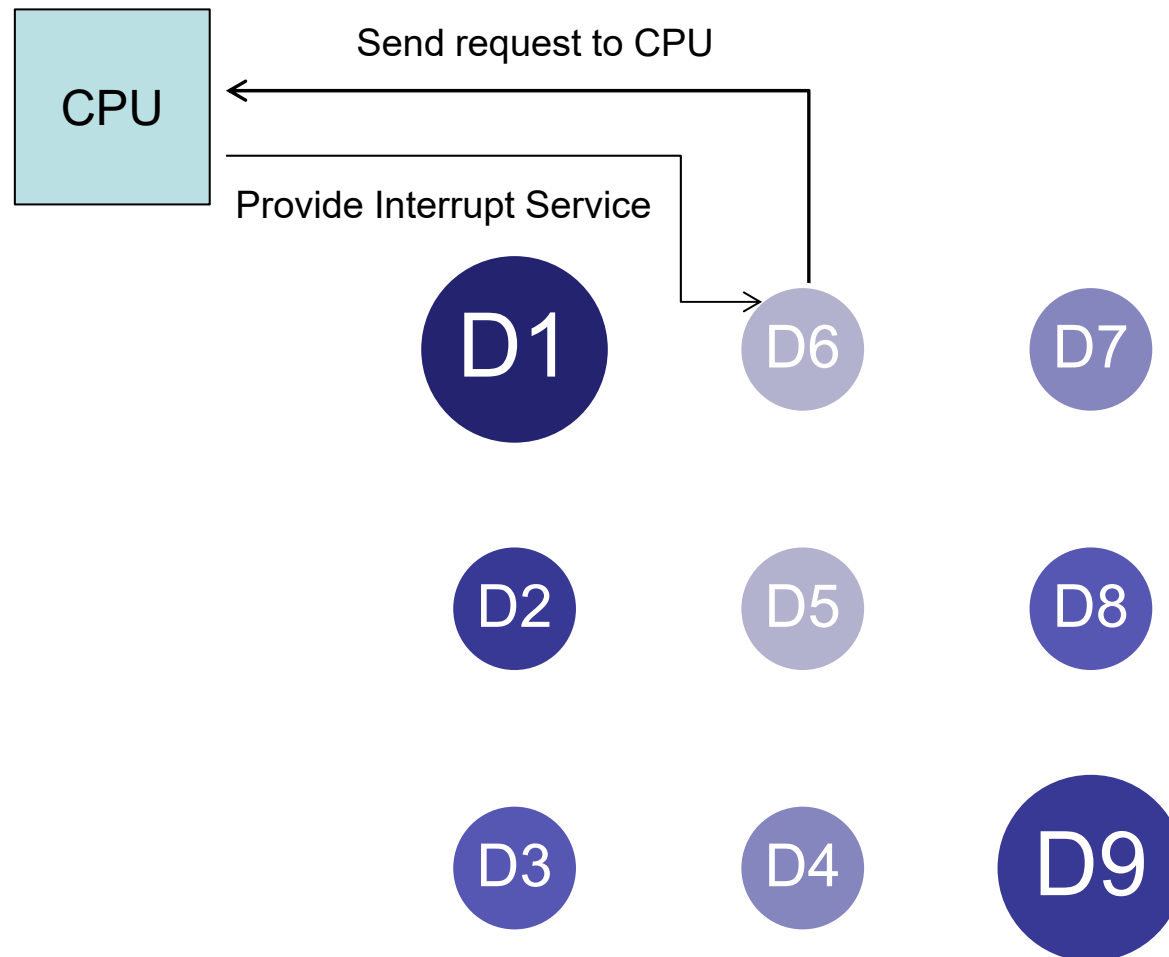 Send request to CPU
CPU
Provide Interrupt Service
D1
D6
D7
D2
D5
D8
D3
D4
D9